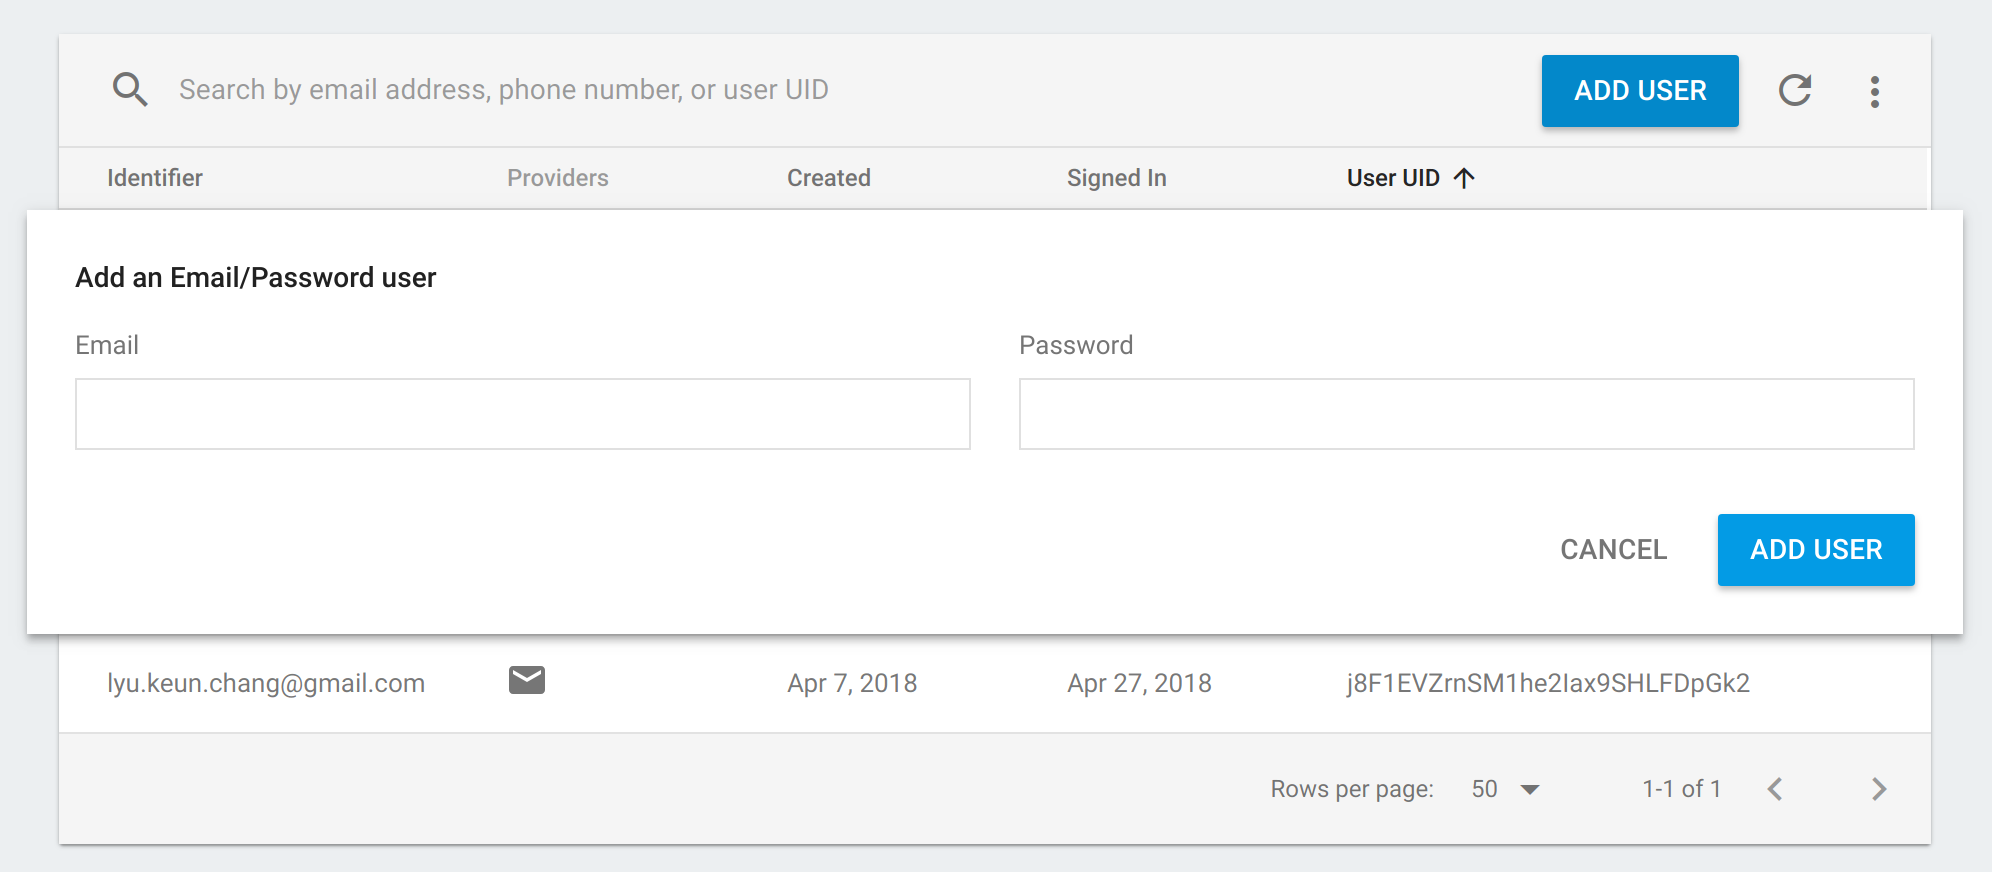 Search by email address, phone number, or user UID ADD USER
Identifier Providers Created Signed In User UID
Add an Email/Password user
Email Password
CANCEL ADD USER
lyu.keun.chang@gmail.com Apr 7, 2018 Apr 27, 2018 j8F1EVZrnSM1he2Iax9SHLFDpGk2
Rows per page: 50 1-1 of 1